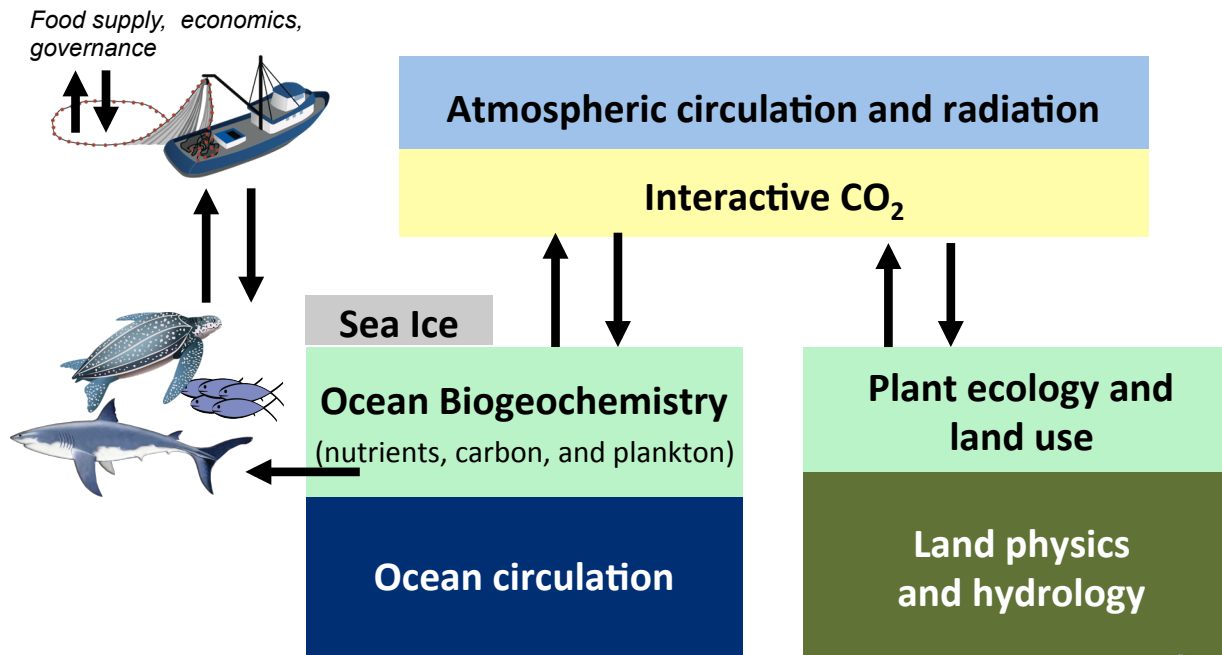 Food supply, economics,
governance
Atmospheric circulation and radiation
Interactive CO₂
Sea Ice
Ocean Biogeochemistry
(nutrients, carbon, and plankton)
Ocean circulation
Plant ecology and
land use
Land physics
and hydrology